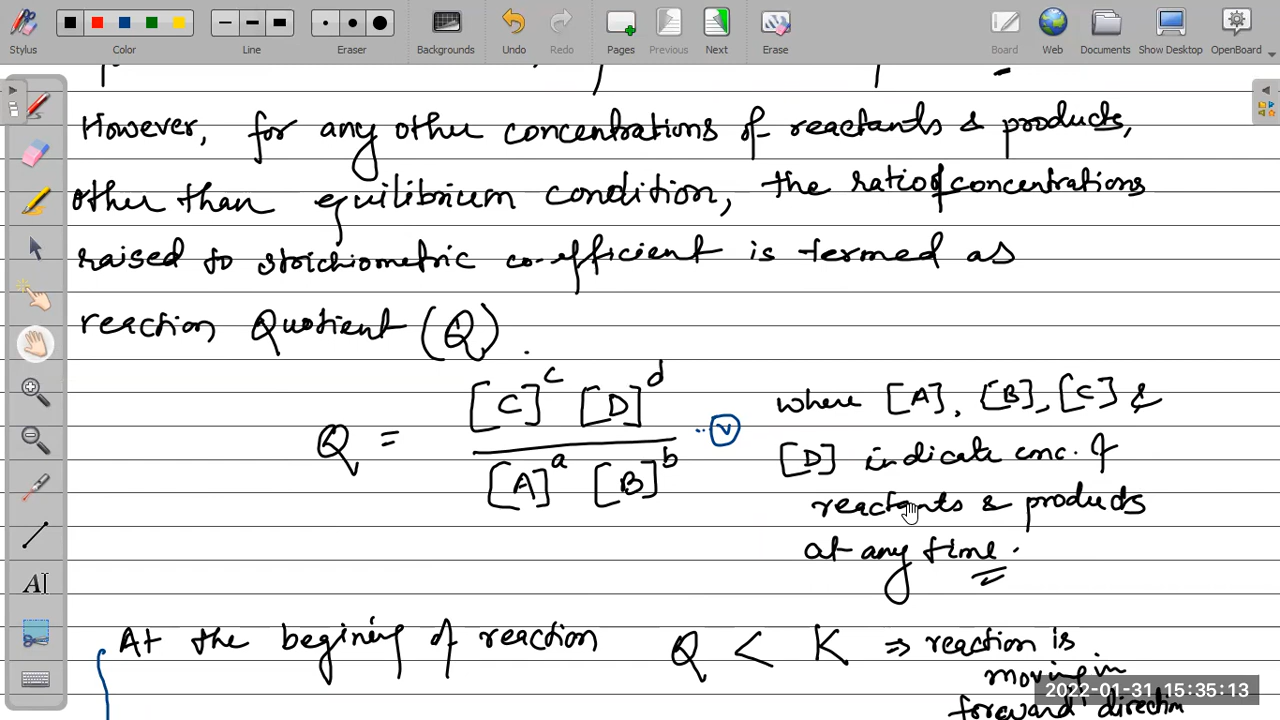 Stylus
Color
Line
Eraser
Backgrounds
Undo
Redo
Pages
Previous
Next
Erase
Board
Web
Documents
Show Desktop
OpenBoard
However, for any other concentrations of reactants & products,
other than equilibrium condition, the ratio of concentrations
raised to stoichiometric co-efficient is termed as
reaction Quotient (Q).
Q = [C]^c [D]^d / [A]^a [B]^b ..(v)
where [A], [B], [C] &
[D] indicate conc. of
reactants & products
at any time.
At the begining of reaction Q < K ⇒ reaction is
moving in
forward direction
2022-01-31 15:35:13